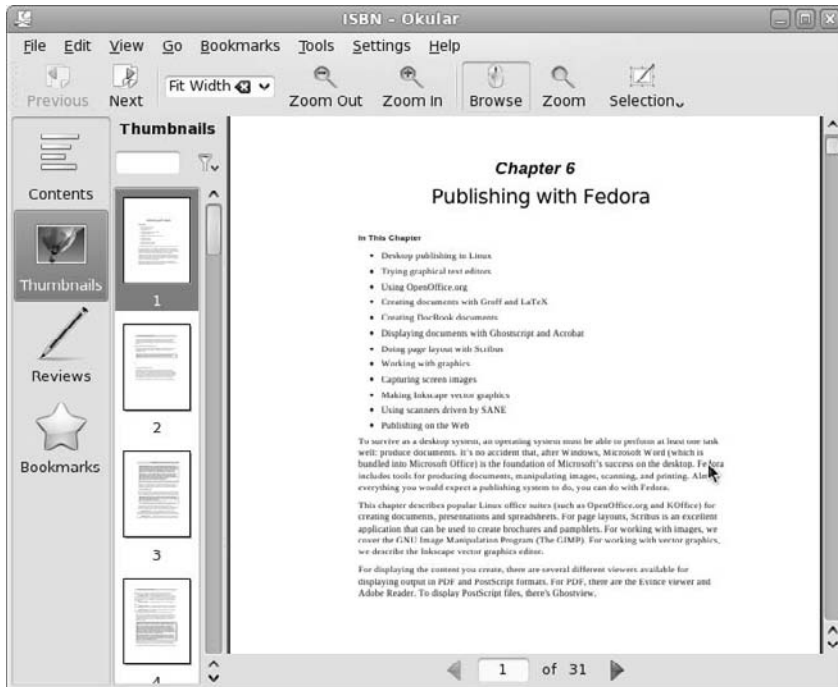 ISBN - Okular
File Edit View Go Bookmarks Tools Settings Help
Previous Next Fit Width Zoom Out Zoom In Browse Zoom Selection
Contents
Thumbnails
Reviews
Bookmarks
Thumbnails
1
2
3
4
Chapter 6
Publishing with Fedora
In This Chapter
• Desktop publishing in Linux
• Trying graphical text editors
• Using OpenOffice.org
• Creating documents with Groff and LaTeX
• Creating DocBook documents
• Displaying documents with Ghostscript and Acrobat
• Doing page layout with Scribus
• Working with graphics
• Capturing screen images
• Making Inkscape vector graphics
• Using scanners driven by SANE
• Publishing on the Web
To survive as a desktop system, an operating system must be able to perform at least one task
well: produce documents. It's no accident that, after Windows, Microsoft Word (which is
bundled into Microsoft Office) is the foundation of Microsoft's success on the desktop. Fedora
includes tools for producing documents, manipulating images, scanning, and printing. Almost
everything you would expect a publishing system to do, you can do with Fedora.
This chapter describes popular Linux office suites (such as OpenOffice.org and KOffice) for
creating documents, presentations and spreadsheets. For page layouts, Scribus is an excellent
application that can be used to create brochures and pamphlets. For working with images, we
cover the GNU Image Manipulation Program (The GIMP). For working with vector graphics,
we describe the Inkscape vector graphics editor.
For displaying the content you create, there are several different viewers available for
displaying output in PDF and PostScript formats. For PDF, there are the Evince viewer and
Adobe Reader. To display PostScript files, there's Ghostview.
1 of 31